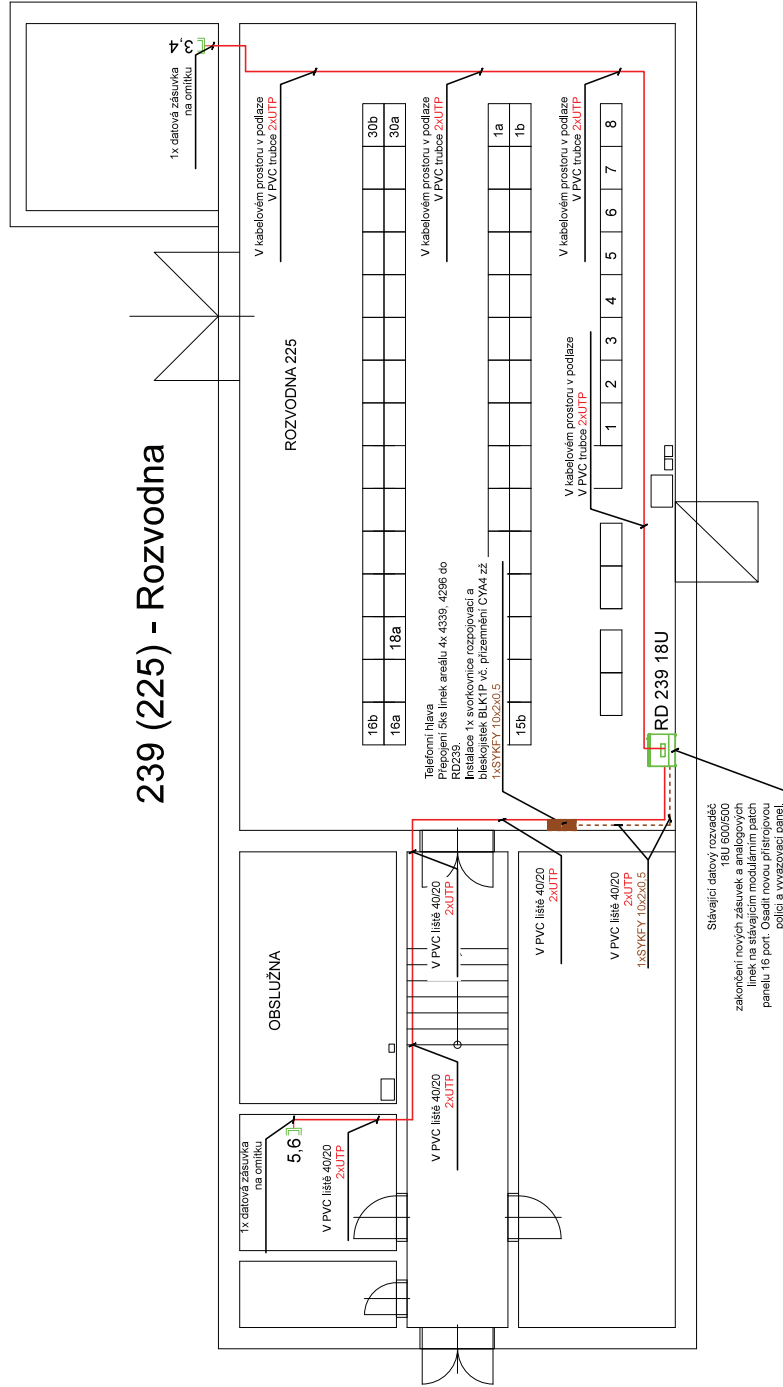 239 (225) - Rozvodna
3,4
1x datová zásuvka
na omítku
V kabelovém prostoru v podlaze
V PVC trubce 2xUTP
V kabelovém prostoru v podlaze
V PVC trubce 2xUTP
V kabelovém prostoru v podlaze
V PVC trubce 2xUTP
V kabelovém prostoru v podlaze
V PVC trubce 2xUTP
ROZVODNA 225
30b
30a
16b
16a
18a
1a
1b
15b
1
2
3
4
5
6
7
8
Telefonní hlava
Přepojení 5ks linek areálu 4x 4339, 4296 do
RD239.
Instalace 1x svorkovnice rozpojovací a
bleskojistek BLK1P vč. přizemnění CYA4 zž
1xSYKFY 10x2x0,5
RD 239 18U
Stávající datový rozvaděč
18U 600/500
zakončení nových zásuvek a analogových
linek na stávajícím modulárním patch
panelu 16 port. Osadit novou přístrojovou
polici a vyvazovací panel.
OBSLUŽNA
5,6
1x datová zásuvka
na omítku
V PVC liště 40/20
2xUTP
V PVC liště 40/20
2xUTP
V PVC liště 40/20
2xUTP
V PVC liště 40/20
2xUTP
V PVC liště 40/20
2xUTP
1xSYKFY 10x2x0,5